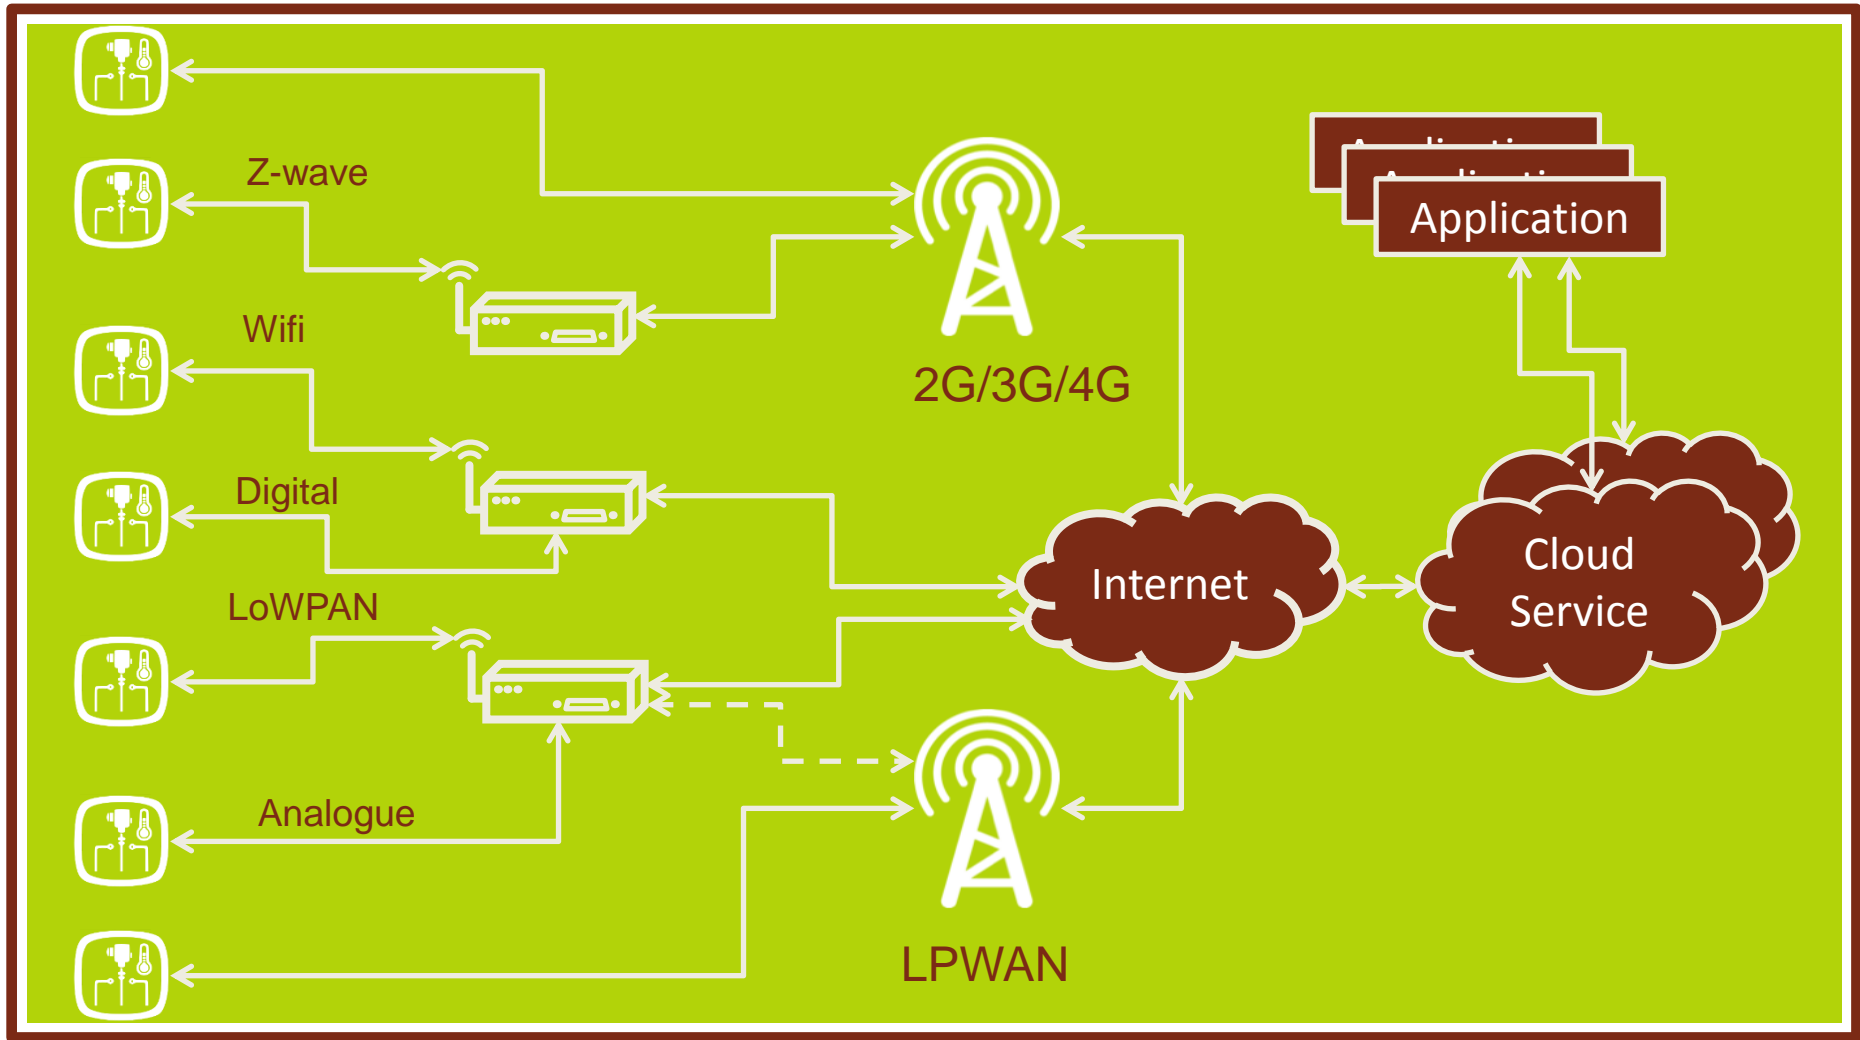 Z-wave
Wifi
Digital
LoWPAN
Analogue
2G/3G/4G
LPWAN
Internet
Application
Cloud
Service